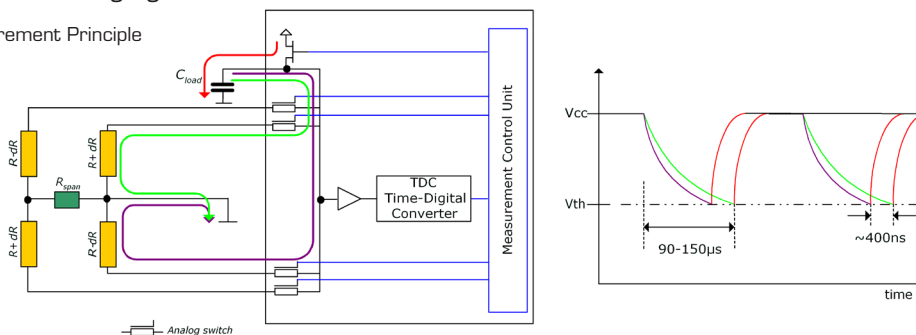 rement Principle
Cload
R-dR
R+ dR
Rspan
R+ dR
R-dR
TDC
Time-Digital
Converter
Measurement Control Unit
Analog switch
Vcc
Vth
90-150µs
~400ns
time